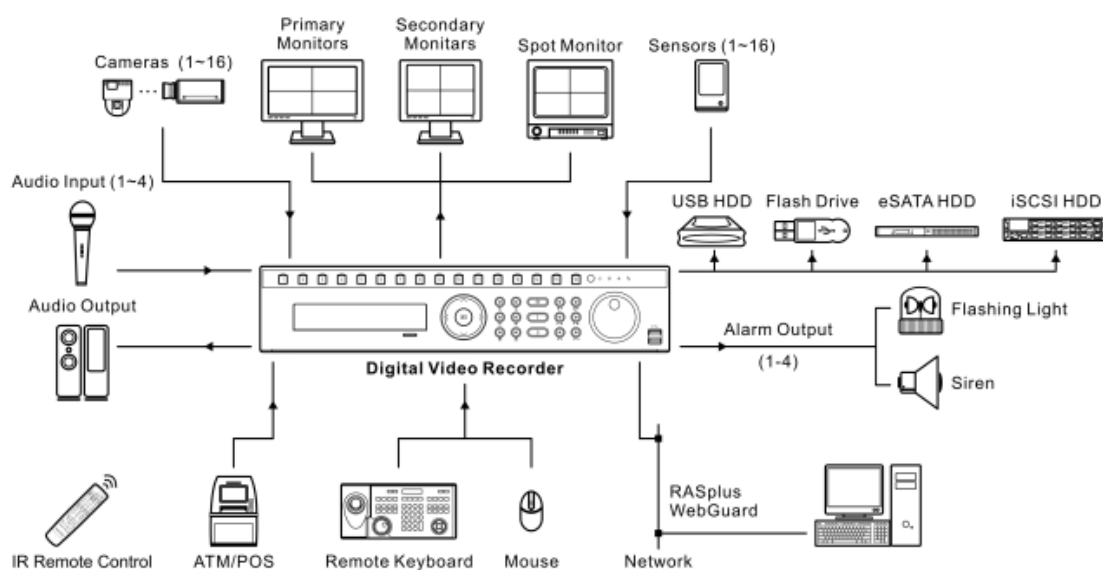 Primary
Monitors
Secondary
Monitars
Spot Monitor
Sensors (1~16)
Cameras (1~16)
Audio Input (1~4)
USB HDD
Flash Drive
eSATA HDD
iSCSI HDD
Audio Output
Flashing Light
Alarm Output
(1-4)
Digital Video Recorder
Siren
RASplus
WebGuard
IR Remote Control
ATM/POS
Remote Keyboard
Mouse
Network